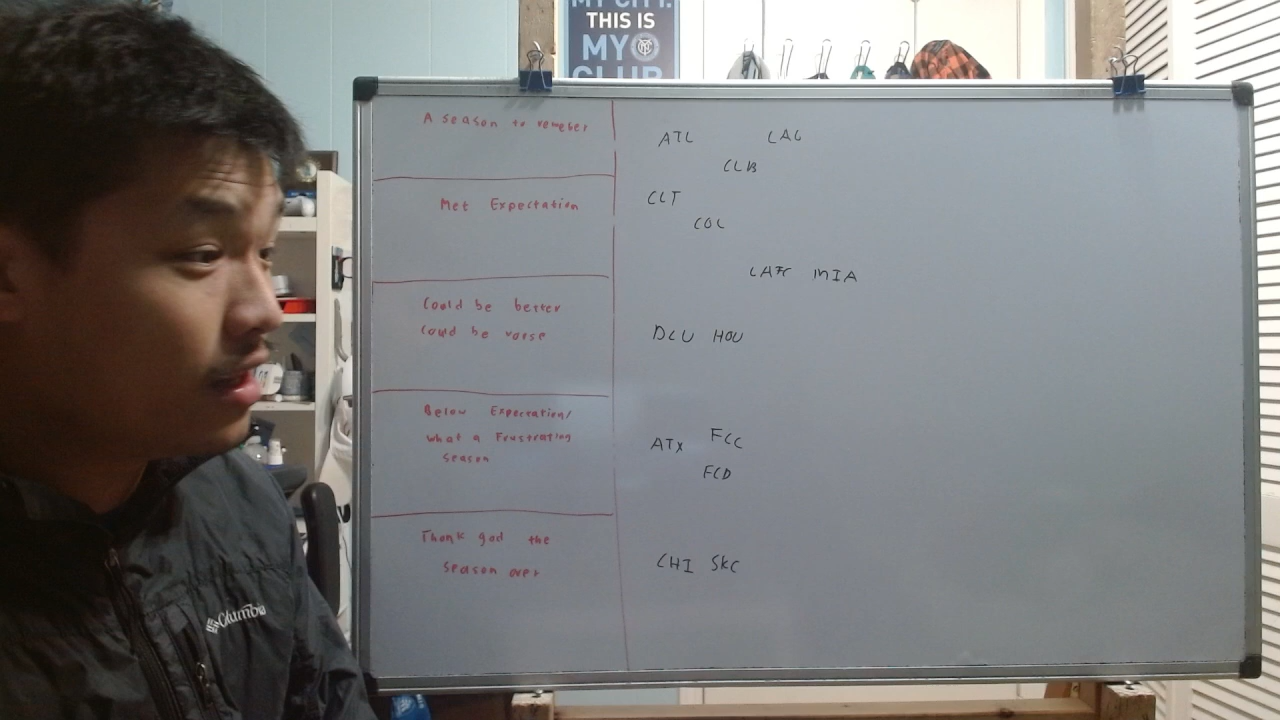 MY CITY.
THIS IS
MY
CLUB
A season to remeber
ATL LAG
CLB
Met Expectation
CLT
COL
LAFC MIA
Could be better
Could be worse
DCU HOU
Below Expectation/
what a Frustrating
season
ATX FCC
FCD
Thank god the
season over
CHI SKC
Columbia